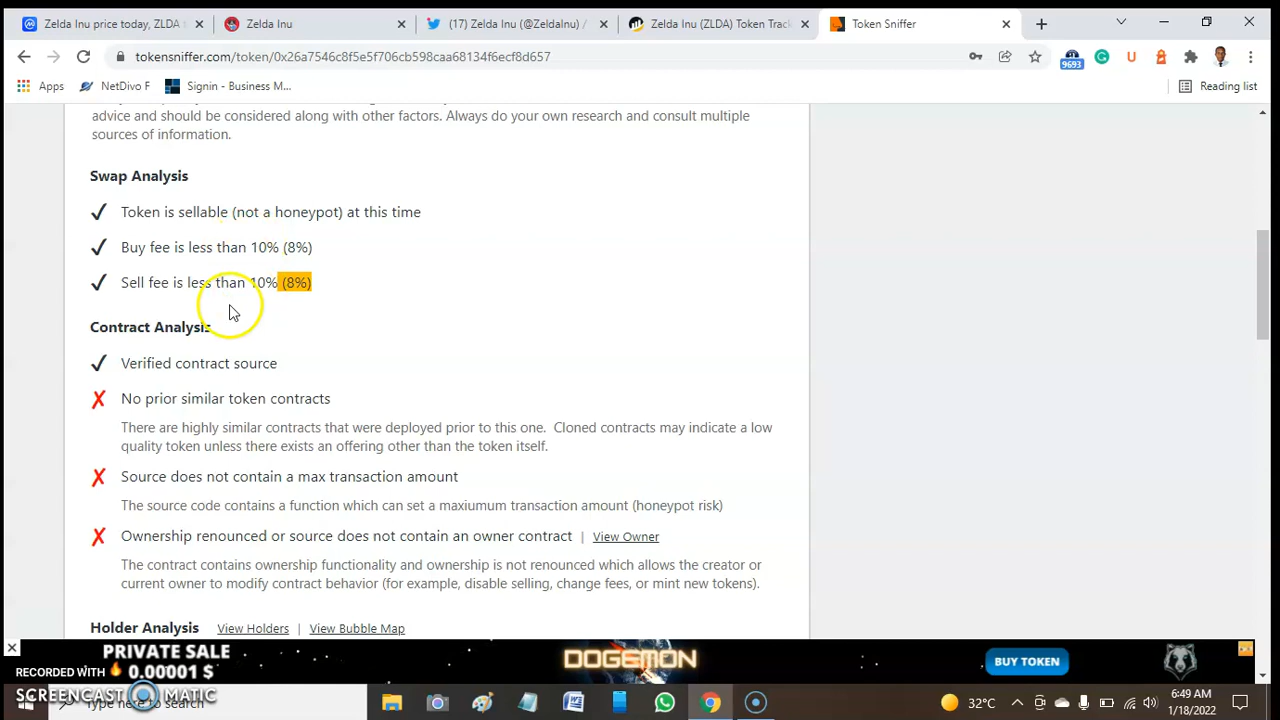 Zelda Inu price today, ZLDA
Zelda Inu
(17) Zelda Inu (@ZeldaInu) /
Zelda Inu (ZLDA) Token Track
Token Sniffer
tokensniffer.com/token/0x26a7546c8f5e5f706cb598caa68134f6ecf8d657
9693
U
Apps
NetDivo F
Signin - Business M...
Reading list
advice and should be considered along with other factors. Always do your own research and consult multiple
sources of information.
Swap Analysis
Token is sellable (not a honeypot) at this time
Buy fee is less than 10% (8%)
Sell fee is less than 10% (8%)
Contract Analysis
Verified contract source
No prior similar token contracts
There are highly similar contracts that were deployed prior to this one. Cloned contracts may indicate a low
quality token unless there exists an offering other than the token itself.
Source does not contain a max transaction amount
The source code contains a function which can set a maxiumum transaction amount (honeypot risk)
Ownership renounced or source does not contain an owner contract | View Owner
The contract contains ownership functionality and ownership is not renounced which allows the creator or
current owner to modify contract behavior (for example, disable selling, change fees, or mint new tokens).
Holder Analysis View Holders | View Bubble Map
PRIVATE SALE
0.00001 $
DOGEMON
BUY TOKEN
RECORDED WITH
SCREENCAST MATIC
Type here to search
32°C
6:49 AM
1/18/2022